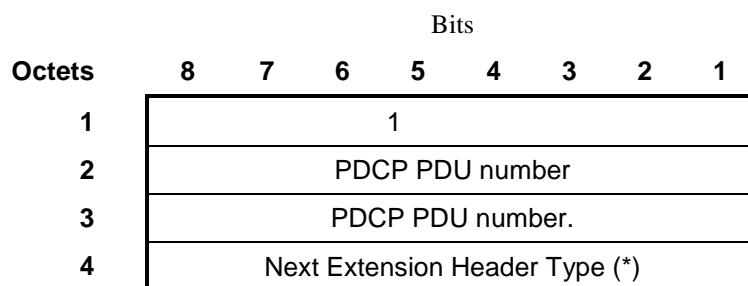 Bits
Octets 8 7 6 5 4 3 2 1
1 1
2 PDCP PDU number
3 PDCP PDU number.
4 Next Extension Header Type (*)